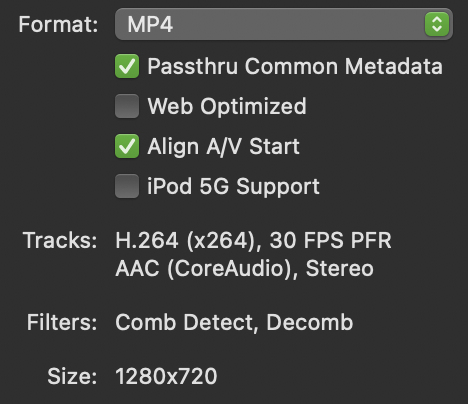 Format: MP4
Passthru Common Metadata
Web Optimized
Align A/V Start
iPod 5G Support
Tracks: H.264 (x264), 30 FPS PFR
AAC (CoreAudio), Stereo
Filters: Comb Detect, Decomb
Size: 1280x720